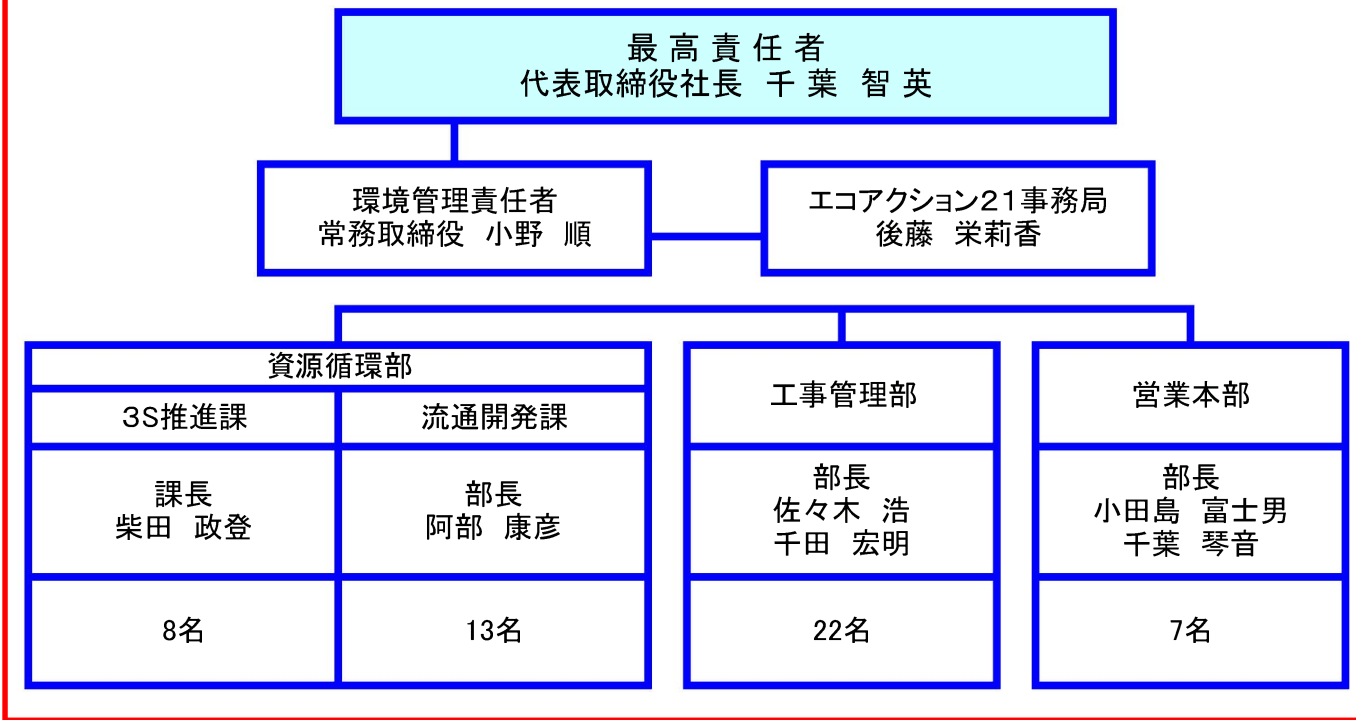 最高責任者
代表取締役社長 千葉 智英
環境管理責任者
常務取締役 小野 順
エコアクション21事務局
後藤 栄莉香
資源循環部
3S推進課
流通開発課
課長
柴田 政登
部長
阿部 康彦
8名
13名
工事管理部
部長
佐々木 浩
千田 宏明
22名
営業本部
部長
小田島 富士男
千葉 琴音
7名